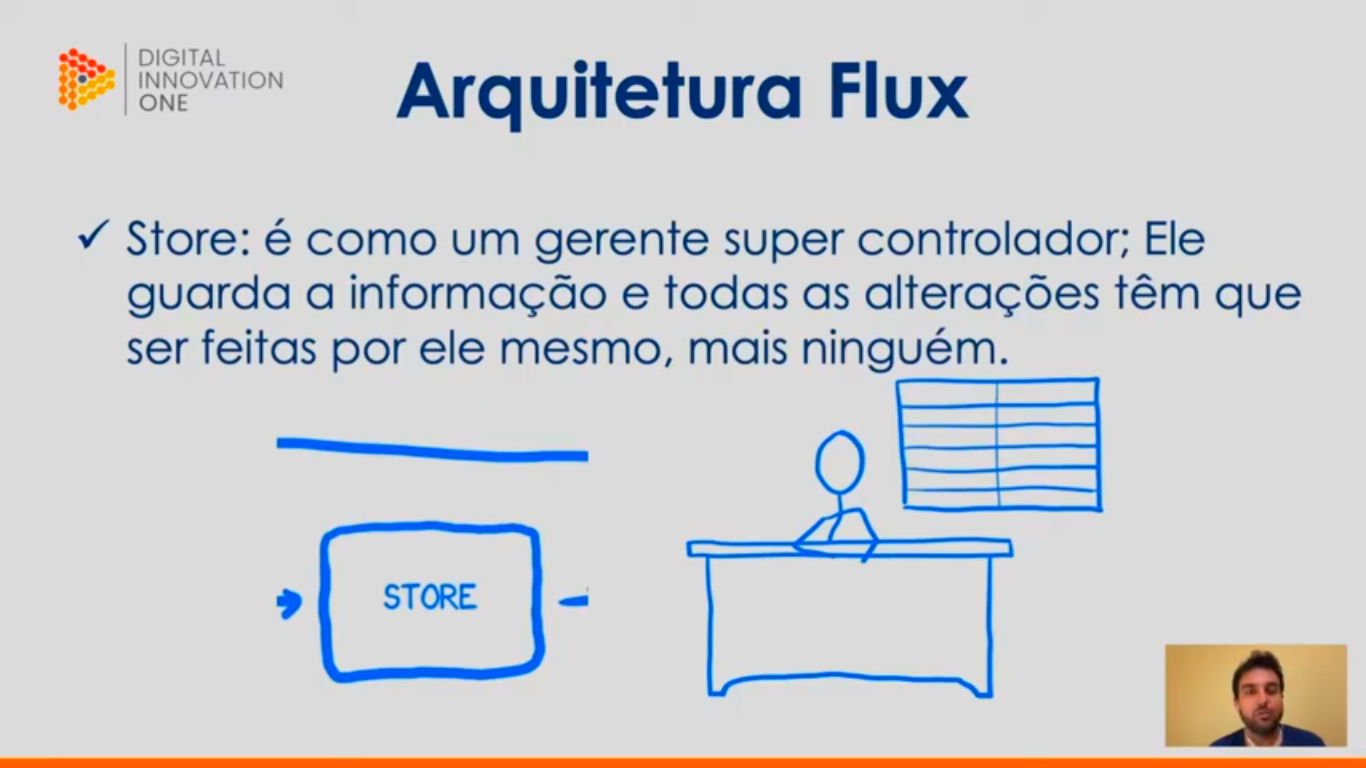 DIGITAL
INNOVATION
ONE
Arquitetura Flux
✓ Store: é como um gerente super controlador; Ele
guarda a informação e todas as alterações têm que
ser feitas por ele mesmo, mais ninguém.
STORE